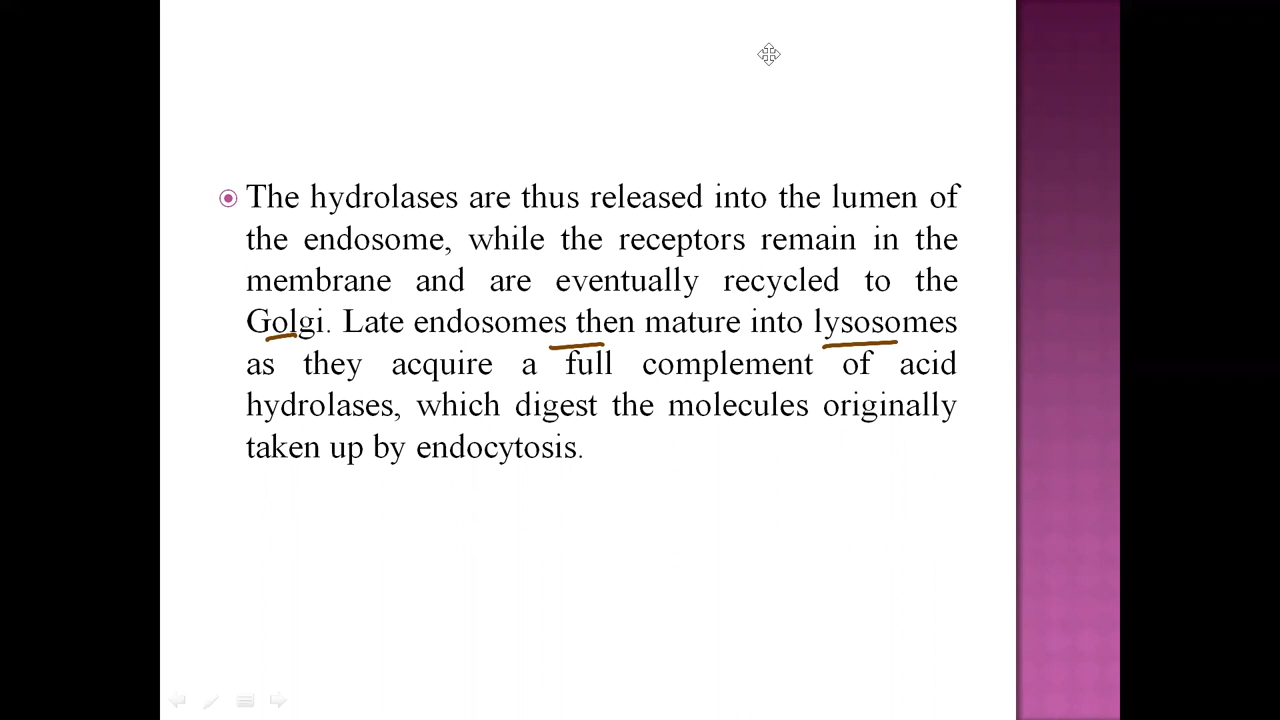 The hydrolases are thus released into the lumen of
the endosome, while the receptors remain in the
membrane and are eventually recycled to the
Golgi. Late endosomes then mature into lysosomes
as they acquire a full complement of acid
hydrolases, which digest the molecules originally
taken up by endocytosis.